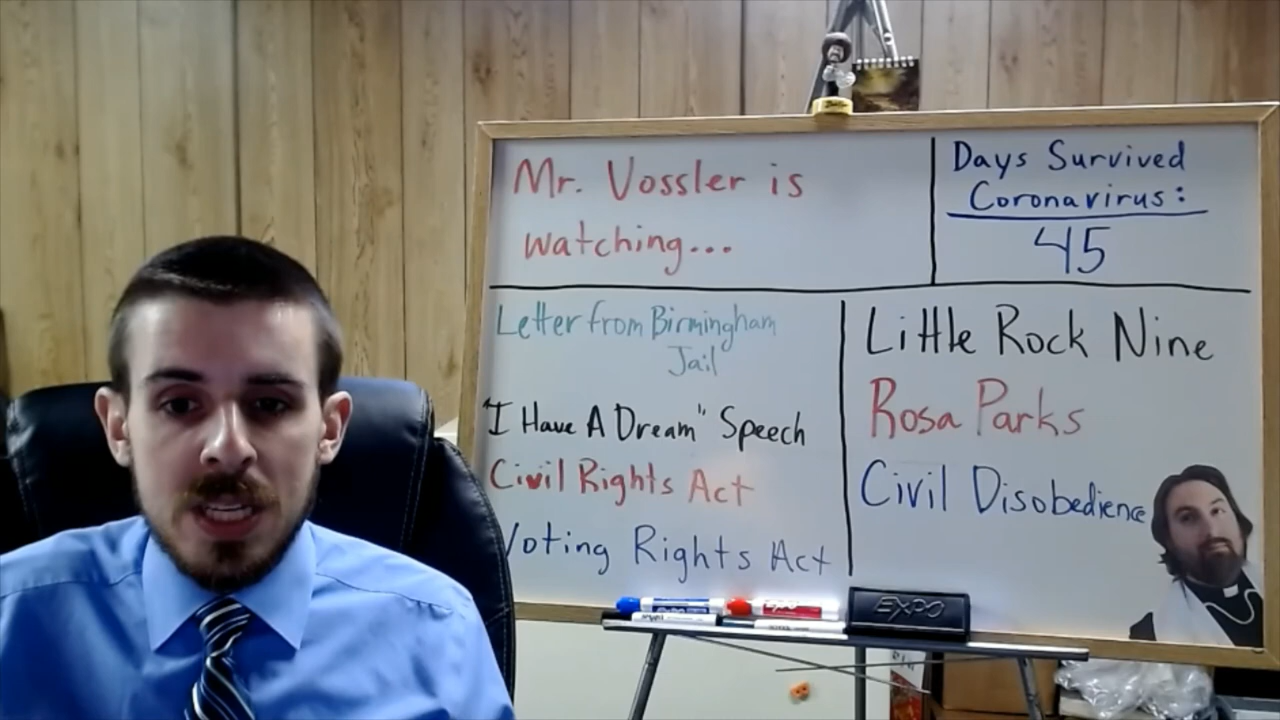 Mr. Vossler is
watching...
Days Survived
Coronavirus:
45
Letter from Birmingham
Jail
"I Have A Dream" Speech
Civil Rights Act
Voting Rights Act
Little Rock Nine
Rosa Parks
Civil Disobedience
EXPO
EXPO